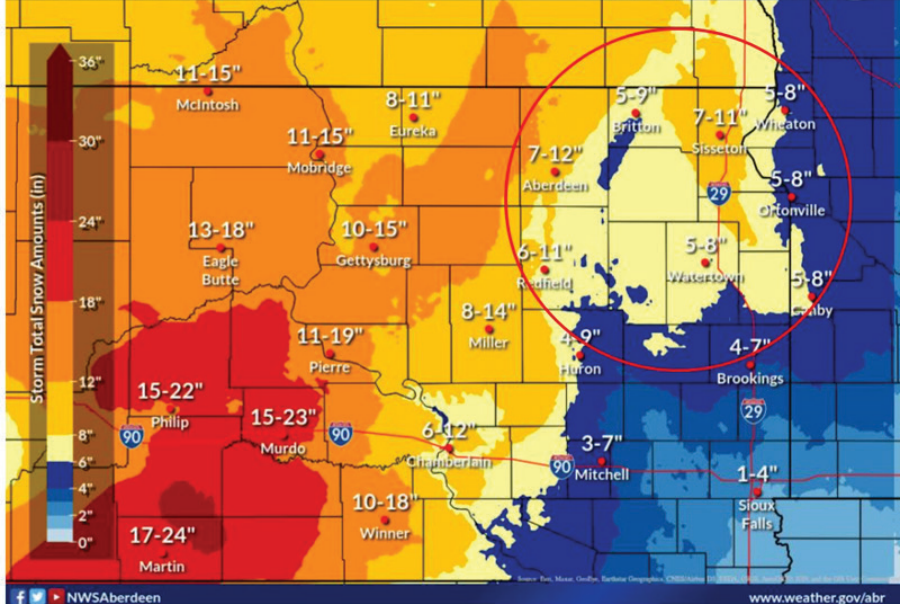 Storm Total Snow Amounts (in)
36"
30"
24"
18"
12"
8"
6"
4"
2"
0"
11-15"
McIntosh
8-11"
Eureka
5-9"
Britton
7-11"
Sisseton
5-8"
Wheaton
11-15"
Mobridge
7-12"
Aberdeen
29
5-8"
Ortonville
13-18"
Eagle
Butte
10-15"
Gettysburg
6-11"
Redfield
5-8"
Watertown
5-8"
Canby
8-14"
Miller
11-19"
Pierre
4-9"
Huron
4-7"
Brookings
15-22"
Philip
90
15-23"
Murdo
90
6-12"
Chamberlain
29
90
3-7"
Mitchell
1-4"
Sioux
Falls
10-18"
Winner
17-24"
Martin
NWSAberdeen
www.weather.gov/abr